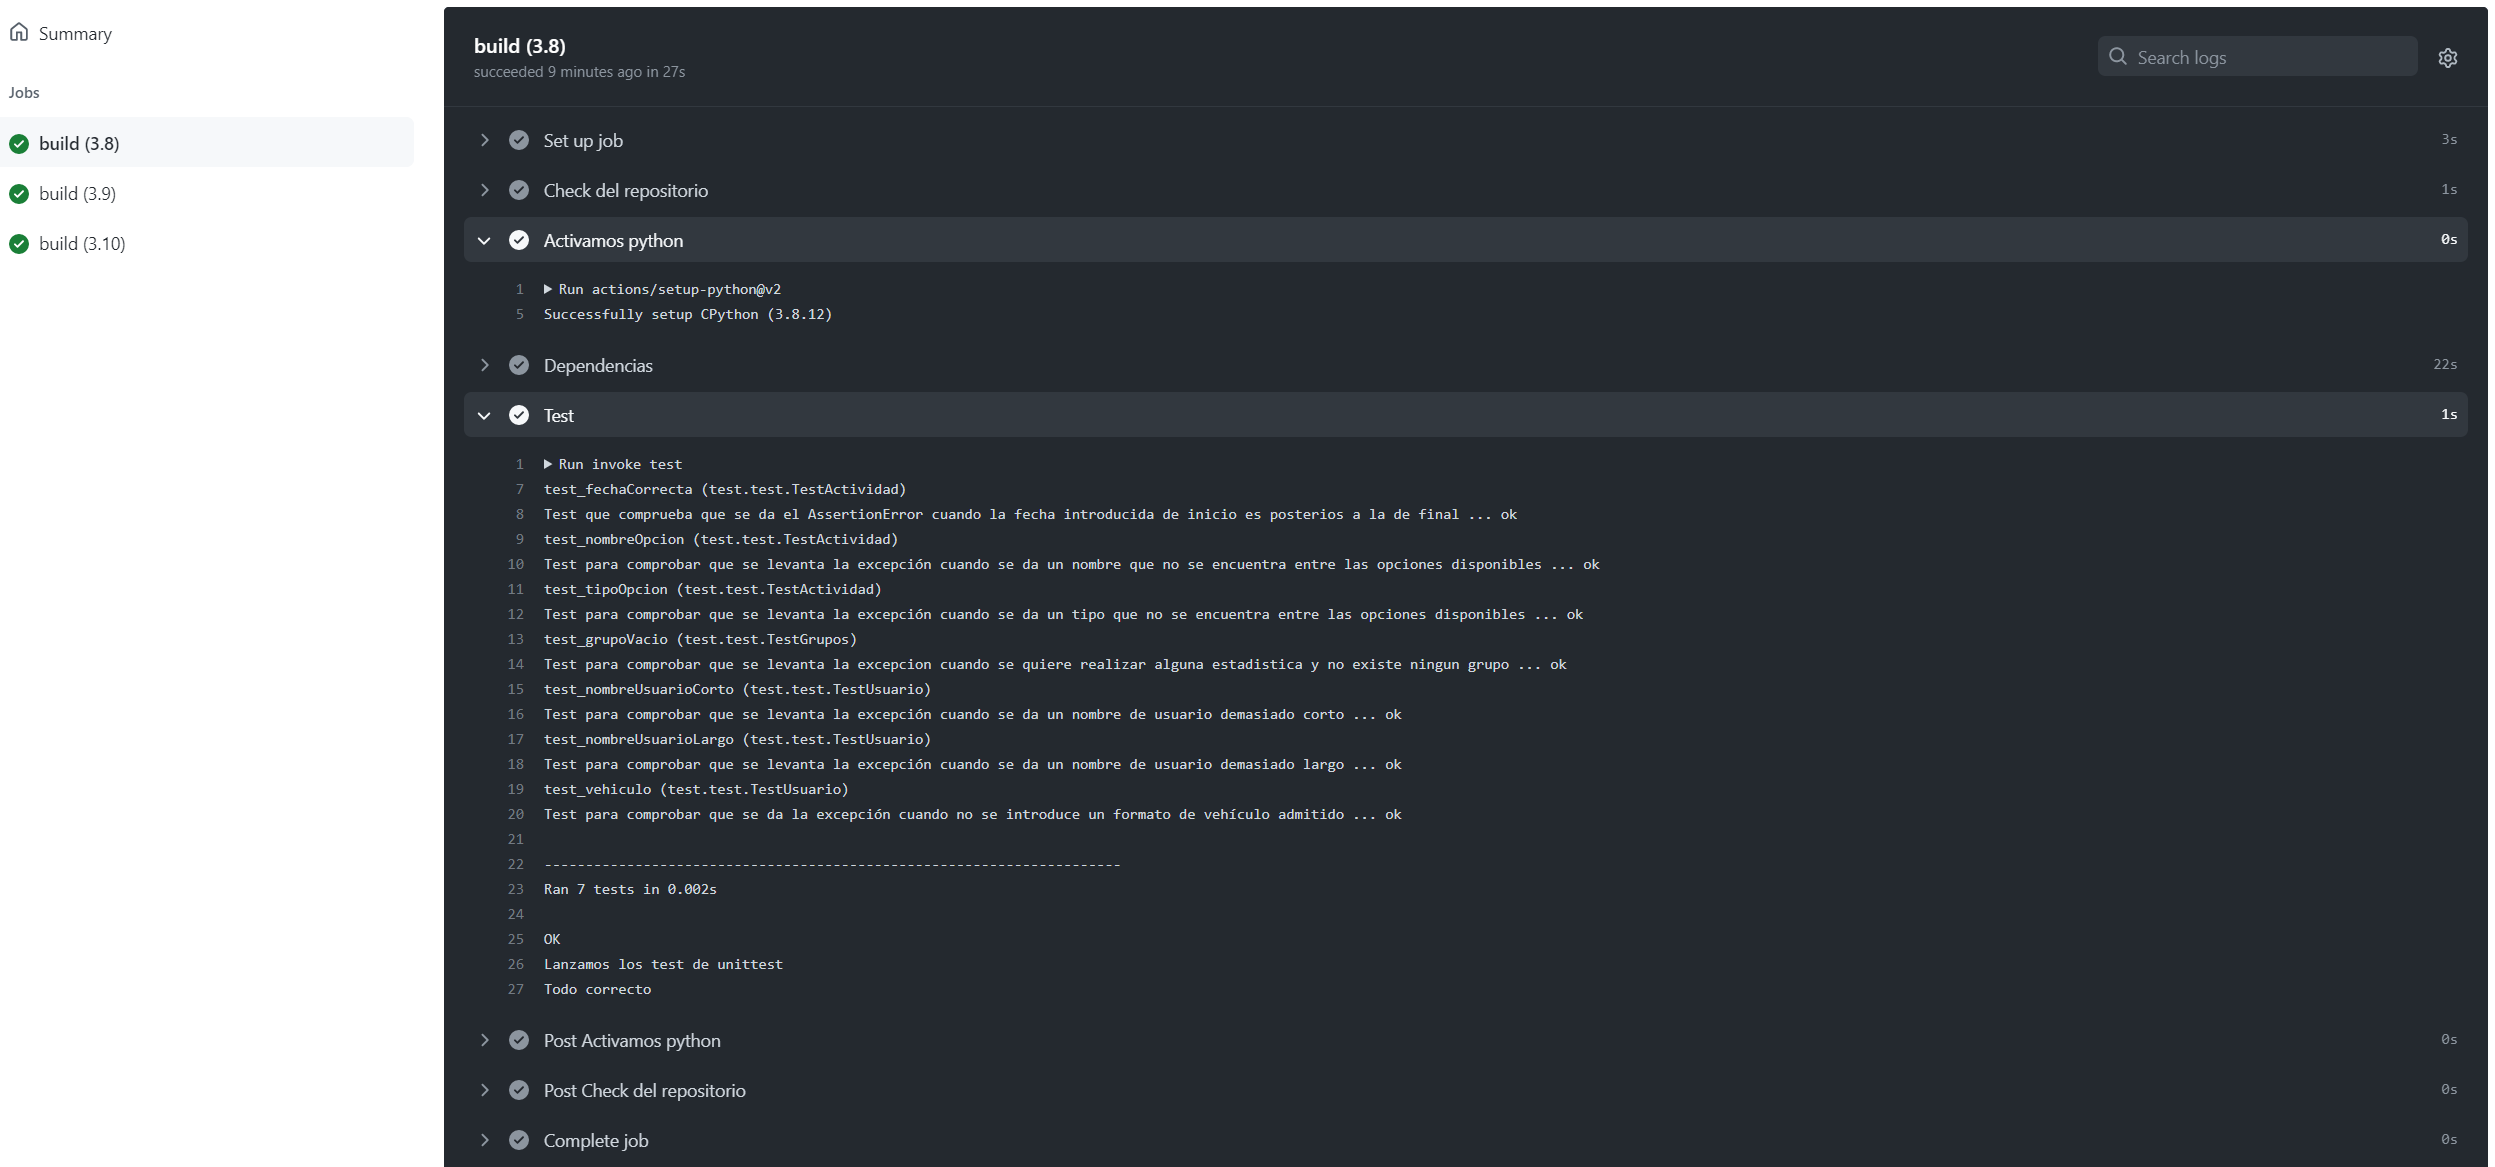 Summary
Jobs
build (3.8)
build (3.9)
build (3.10)
build (3.8)
succeeded 9 minutes ago in 27s
Search logs
Set up job 3s
Check del repositorio 1s
Activamos python 0s
1 Run actions/setup-python@v2
5 Successfully setup CPython (3.8.12)
Dependencias 22s
Test 1s
1 Run invoke test
7 test_fechaCorrecta (test.test.TestActividad)
8 Test que comprueba que se da el AssertionError cuando la fecha introducida de inicio es posterios a la de final ... ok
9 test_nombreOpcion (test.test.TestActividad)
10 Test para comprobar que se levanta la excepción cuando se da un nombre que no se encuentra entre las opciones disponibles ... ok
11 test_tipoOpcion (test.test.TestActividad)
12 Test para comprobar que se levanta la excepción cuando se da un tipo que no se encuentra entre las opciones disponibles ... ok
13 test_grupoVacio (test.test.TestGrupos)
14 Test para comprobar que se levanta la excepcion cuando se quiere realizar alguna estadistica y no existe ningun grupo ... ok
15 test_nombreUsuarioCorto (test.test.TestUsuario)
16 Test para comprobar que se levanta la excepción cuando se da un nombre de usuario demasiado corto ... ok
17 test_nombreUsuarioLargo (test.test.TestUsuario)
18 Test para comprobar que se levanta la excepción cuando se da un nombre de usuario demasiado largo ... ok
19 test_vehiculo (test.test.TestUsuario)
20 Test para comprobar que se da la excepción cuando no se introduce un formato de vehículo admitido ... ok
21
22 ----------------------------------------------------------------------
23 Ran 7 tests in 0.002s
24
25 OK
26 Lanzamos los test de unittest
27 Todo correcto
Post Activamos python 0s
Post Check del repositorio 0s
Complete job 0s